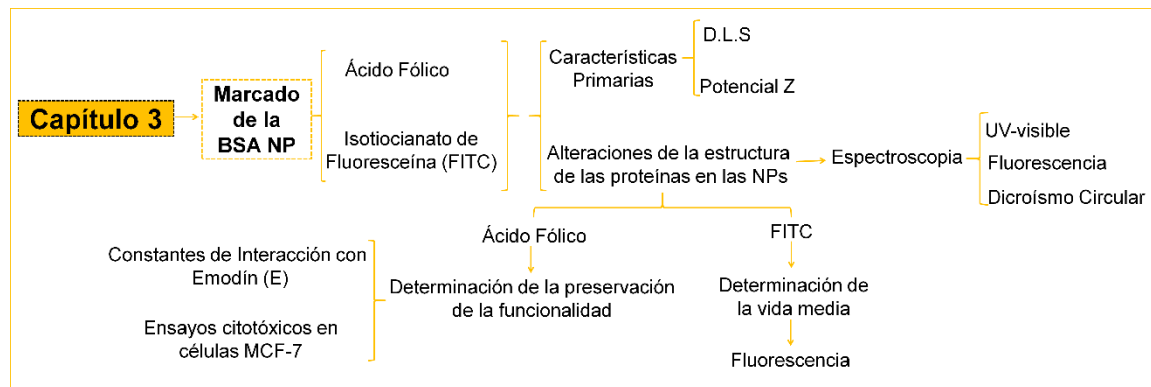 Capítulo 3
Marcado
de la
BSA NP
Ácido Fólico
Isotiocianato de
Fluoresceína (FITC)
Características
Primarias
D.L.S
Potencial Z
Alteraciones de la estructura
de las proteínas en las NPs
Espectroscopia
UV-visible
Fluorescencia
Dicroísmo Circular
Ácido Fólico
Determinación de la preservación
de la funcionalidad
Constantes de Interacción con
Emodín (E)
Ensayos citotóxicos en
células MCF-7
FITC
Determinación de
la vida media
Fluorescencia